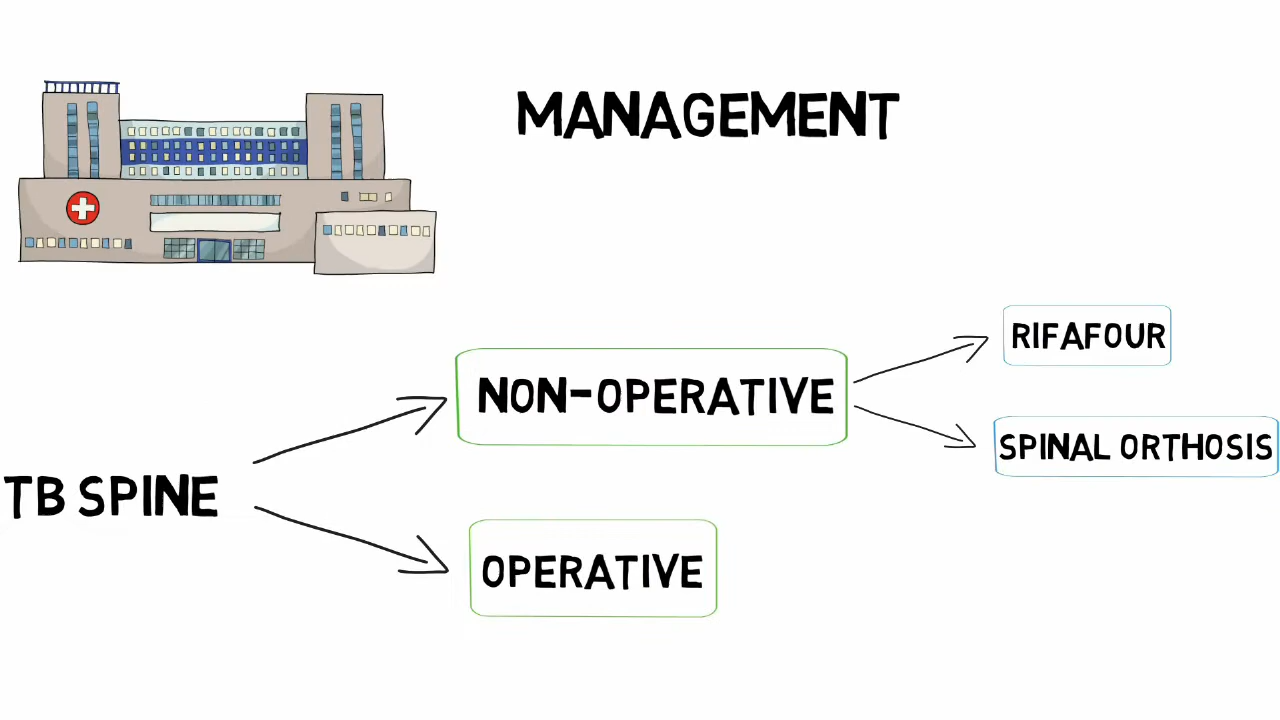 MANAGEMENT
RIFAFOUR
NON-OPERATIVE
SPINAL ORTHOSIS
TB SPINE
OPERATIVE